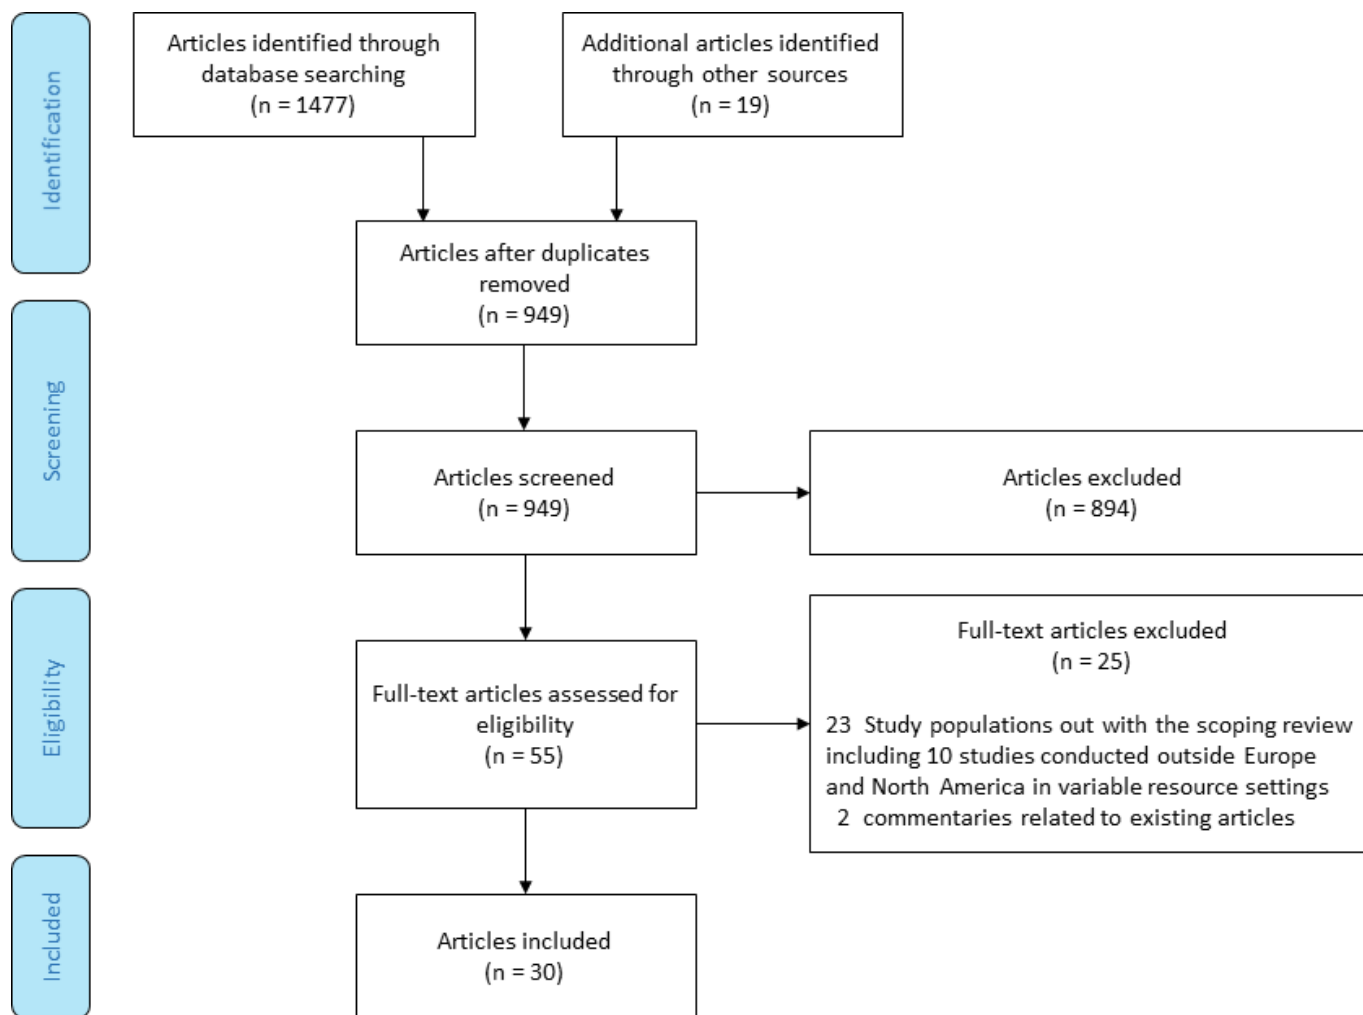 Identification
Articles identified through
database searching
(n = 1477)
Additional articles identified
through other sources
(n = 19)
Articles after duplicates
removed
(n = 949)
Screening
Articles screened
(n = 949)
Articles excluded
(n = 894)
Eligibility
Full-text articles assessed for
eligibility
(n = 55)
Full-text articles excluded
(n = 25)
23 Study populations out with the scoping review
including 10 studies conducted outside Europe
and North America in variable resource settings
2 commentaries related to existing articles
Included
Articles included
(n = 30)